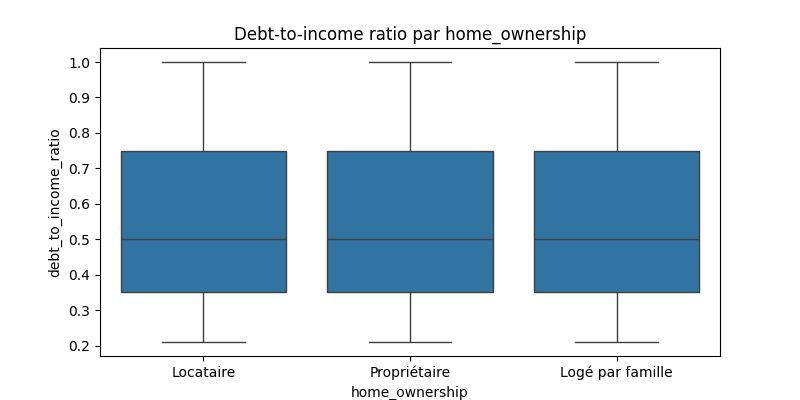 Debt-to-income ratio par home_ownership
debt_to_income_ratio
1.0
0.9
0.8
0.7
0.6
0.5
0.4
0.3
0.2
Locataire
Propriétaire
Logé par famille
home_ownership